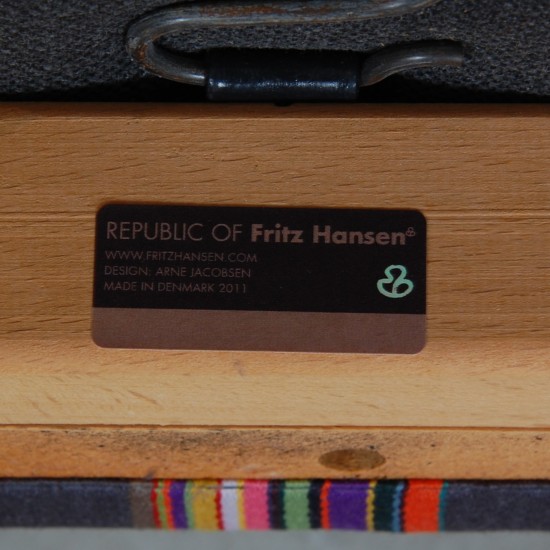 REPUBLIC OF Fritz Hansen
WWW.FRITZHANSEN.COM
DESIGN: ARNE JACOBSEN
MADE IN DENMARK 2011